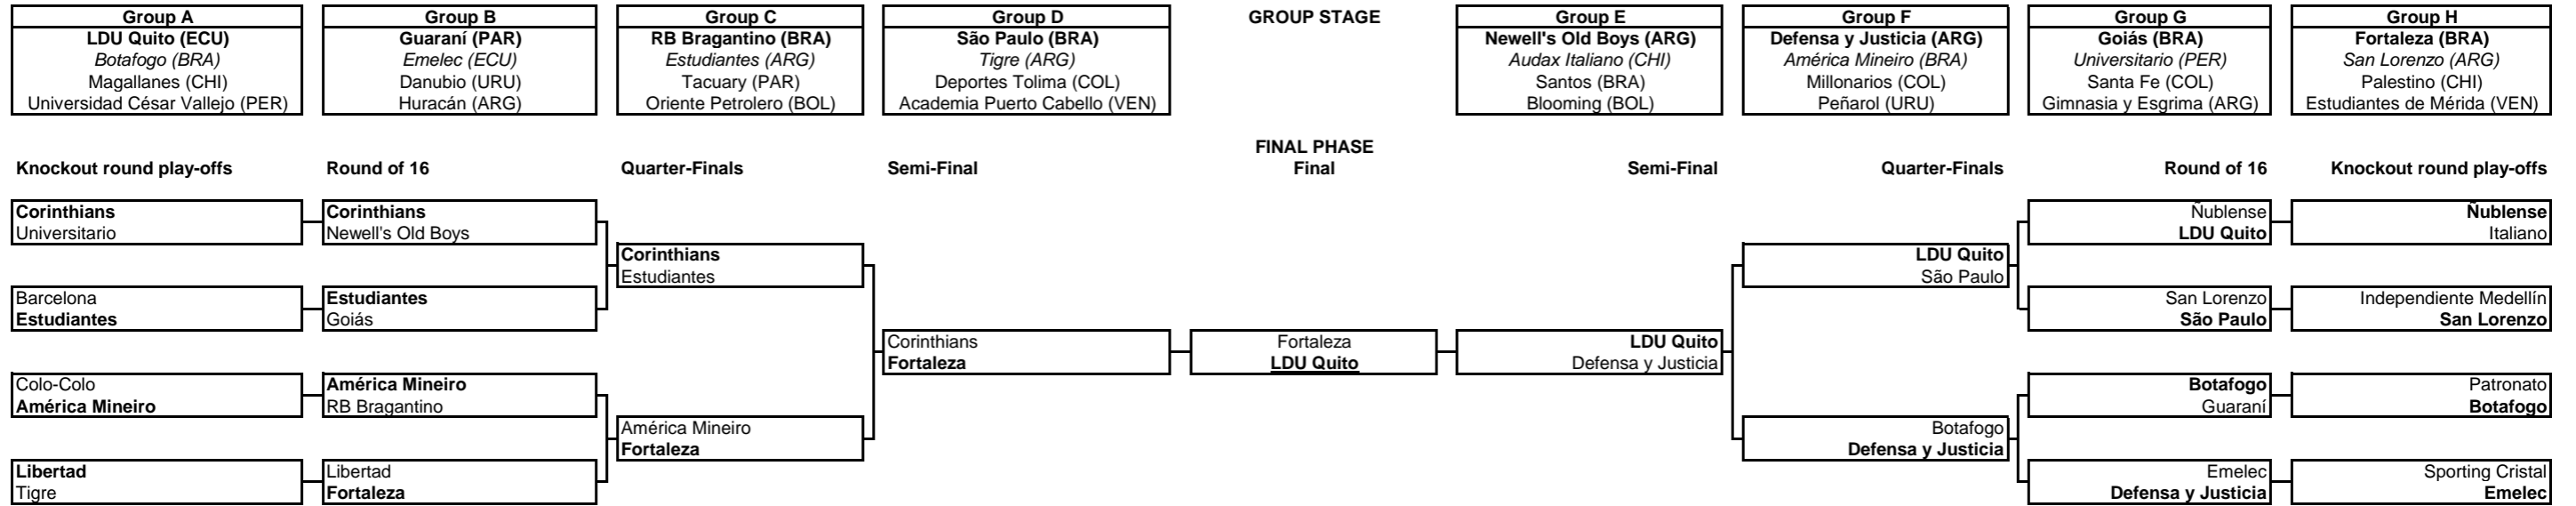 Group A
LDU Quito (ECU)
Botafogo (BRA)
Magallanes (CHI)
Universidad César Vallejo (PER)
Group B
Guaraní (PAR)
Emelec (ECU)
Danubio (URU)
Huracán (ARG)
Group C
RB Bragantino (BRA)
Estudiantes (ARG)
Tacuary (PAR)
Oriente Petrolero (BOL)
Group D
São Paulo (BRA)
Tigre (ARG)
Deportes Tolima (COL)
Academia Puerto Cabello (VEN)
GROUP STAGE
Group E
Newell's Old Boys (ARG)
Audax Italiano (CHI)
Santos (BRA)
Blooming (BOL)
Group F
Defensa y Justicia (ARG)
América Mineiro (BRA)
Millonarios (COL)
Peñarol (URU)
Group G
Goiás (BRA)
Universitario (PER)
Santa Fe (COL)
Gimnasia y Esgrima (ARG)
Group H
Fortaleza (BRA)
San Lorenzo (ARG)
Palestino (CHI)
Estudiantes de Mérida (VEN)
FINAL PHASE
Knockout round play-offs
Round of 16
Quarter-Finals
Semi-Final
Final
Semi-Final
Quarter-Finals
Round of 16
Knockout round play-offs
Corinthians
Universitario
Barcelona
Estudiantes
Colo-Colo
América Mineiro
Libertad
Tigre
Corinthians
Newell's Old Boys
Estudiantes
Goiás
América Mineiro
RB Bragantino
Libertad
Fortaleza
Corinthians
Estudiantes
América Mineiro
Fortaleza
Corinthians
Fortaleza
Fortaleza
LDU Quito
LDU Quito
Defensa y Justicia
LDU Quito
São Paulo
Botafogo
Defensa y Justicia
Ñublense
LDU Quito
San Lorenzo
São Paulo
Botafogo
Guaraní
Emelec
Defensa y Justicia
Ñublense
Italiano
Independiente Medellín
San Lorenzo
Patronato
Botafogo
Sporting Cristal
Emelec